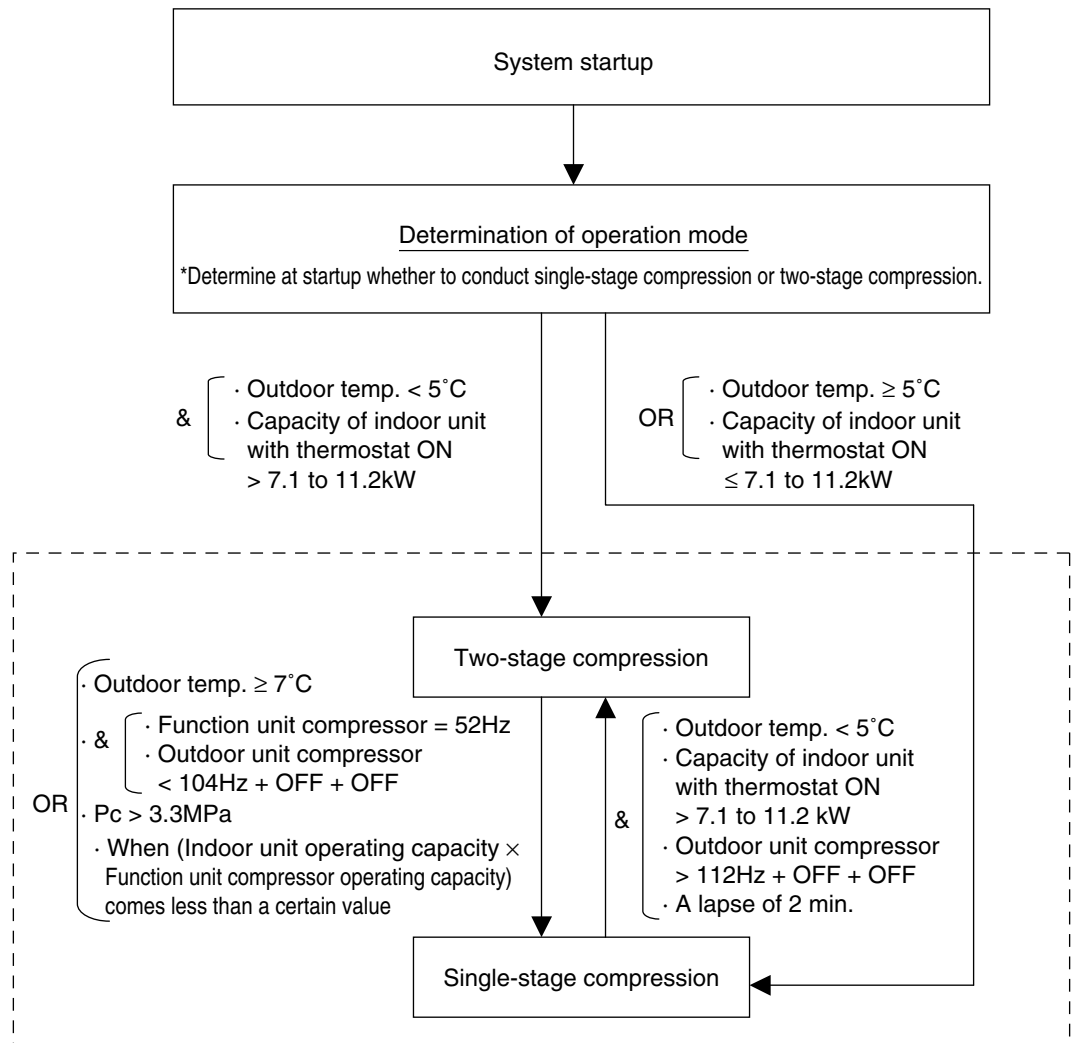 System startup
Determination of operation mode
*Determine at startup whether to conduct single-stage compression or two-stage compression.
&
· Outdoor temp. < 5˚C
· Capacity of indoor unit
with thermostat ON
> 7.1 to 11.2kW
OR
· Outdoor temp. ≥ 5˚C
· Capacity of indoor unit
with thermostat ON
≤ 7.1 to 11.2kW
Two-stage compression
OR
· Outdoor temp. ≥ 7˚C
· &
· Function unit compressor = 52Hz
· Outdoor unit compressor
< 104Hz + OFF + OFF
· Pc > 3.3MPa
· When (Indoor unit operating capacity ×
Function unit compressor operating capacity)
comes less than a certain value
&
· Outdoor temp. < 5˚C
· Capacity of indoor unit
with thermostat ON
> 7.1 to 11.2 kW
· Outdoor unit compressor
> 112Hz + OFF + OFF
· A lapse of 2 min.
Single-stage compression